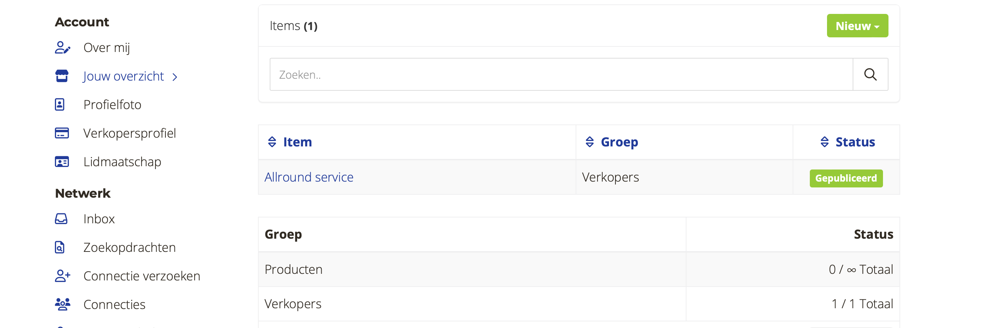 Account
Over mij
Jouw overzicht
Profielfoto
Verkopersprofiel
Lidmaatschap
Netwerk
Inbox
Zoekopdrachten
Connectie verzoeken
Connecties
Items (1)
Nieuw
Zoeken..
Item Groep Status
Allround service Verkopers Gepubliceerd
Groep Status
Producten 0 / ∞ Totaal
Verkopers 1 / 1 Totaal